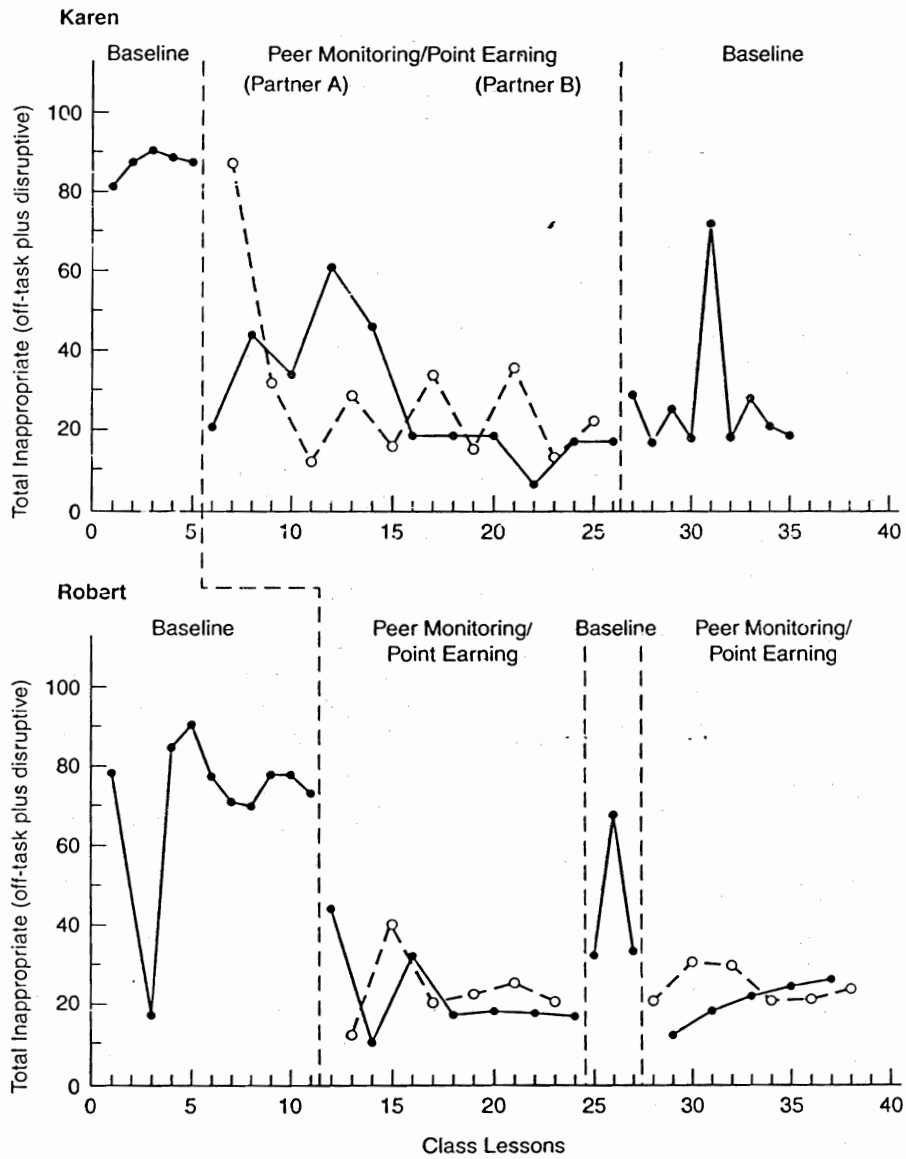 Karen
Baseline
Peer Monitoring/Point Earning
Baseline
(Partner A)
(Partner B)
Total Inappropriate (off-task plus disruptive)
100
80
60
40
20
0
0 5 10 15 20 25 30 35 40
Robert
Baseline
Peer Monitoring/
Point Earning
Baseline
Peer Monitoring/
Point Earning
Total Inappropriate (off-task plus disruptive)
100
80
60
40
20
0
0 5 10 15 20 25 30 35 40
Class Lessons